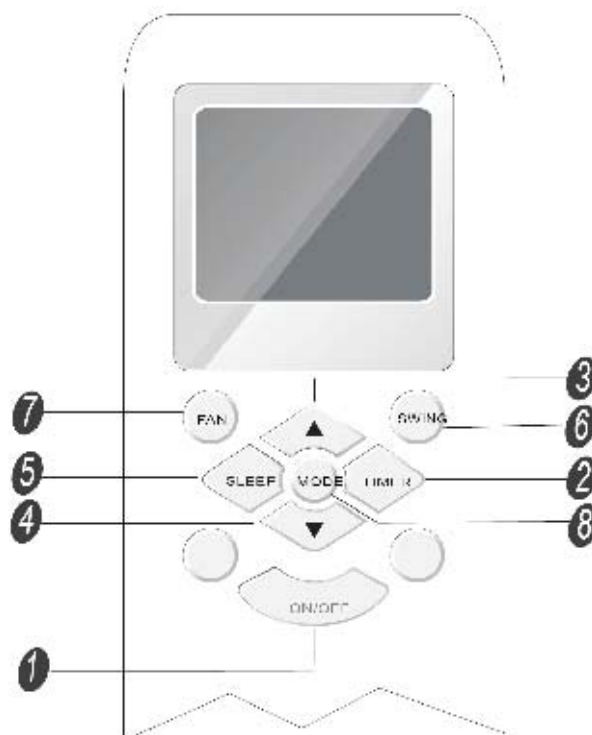 3
7 FAN SWING 6
▲
5 SLEEP MODE TIMER 2
4 ▼ 8
ON/OFF
1